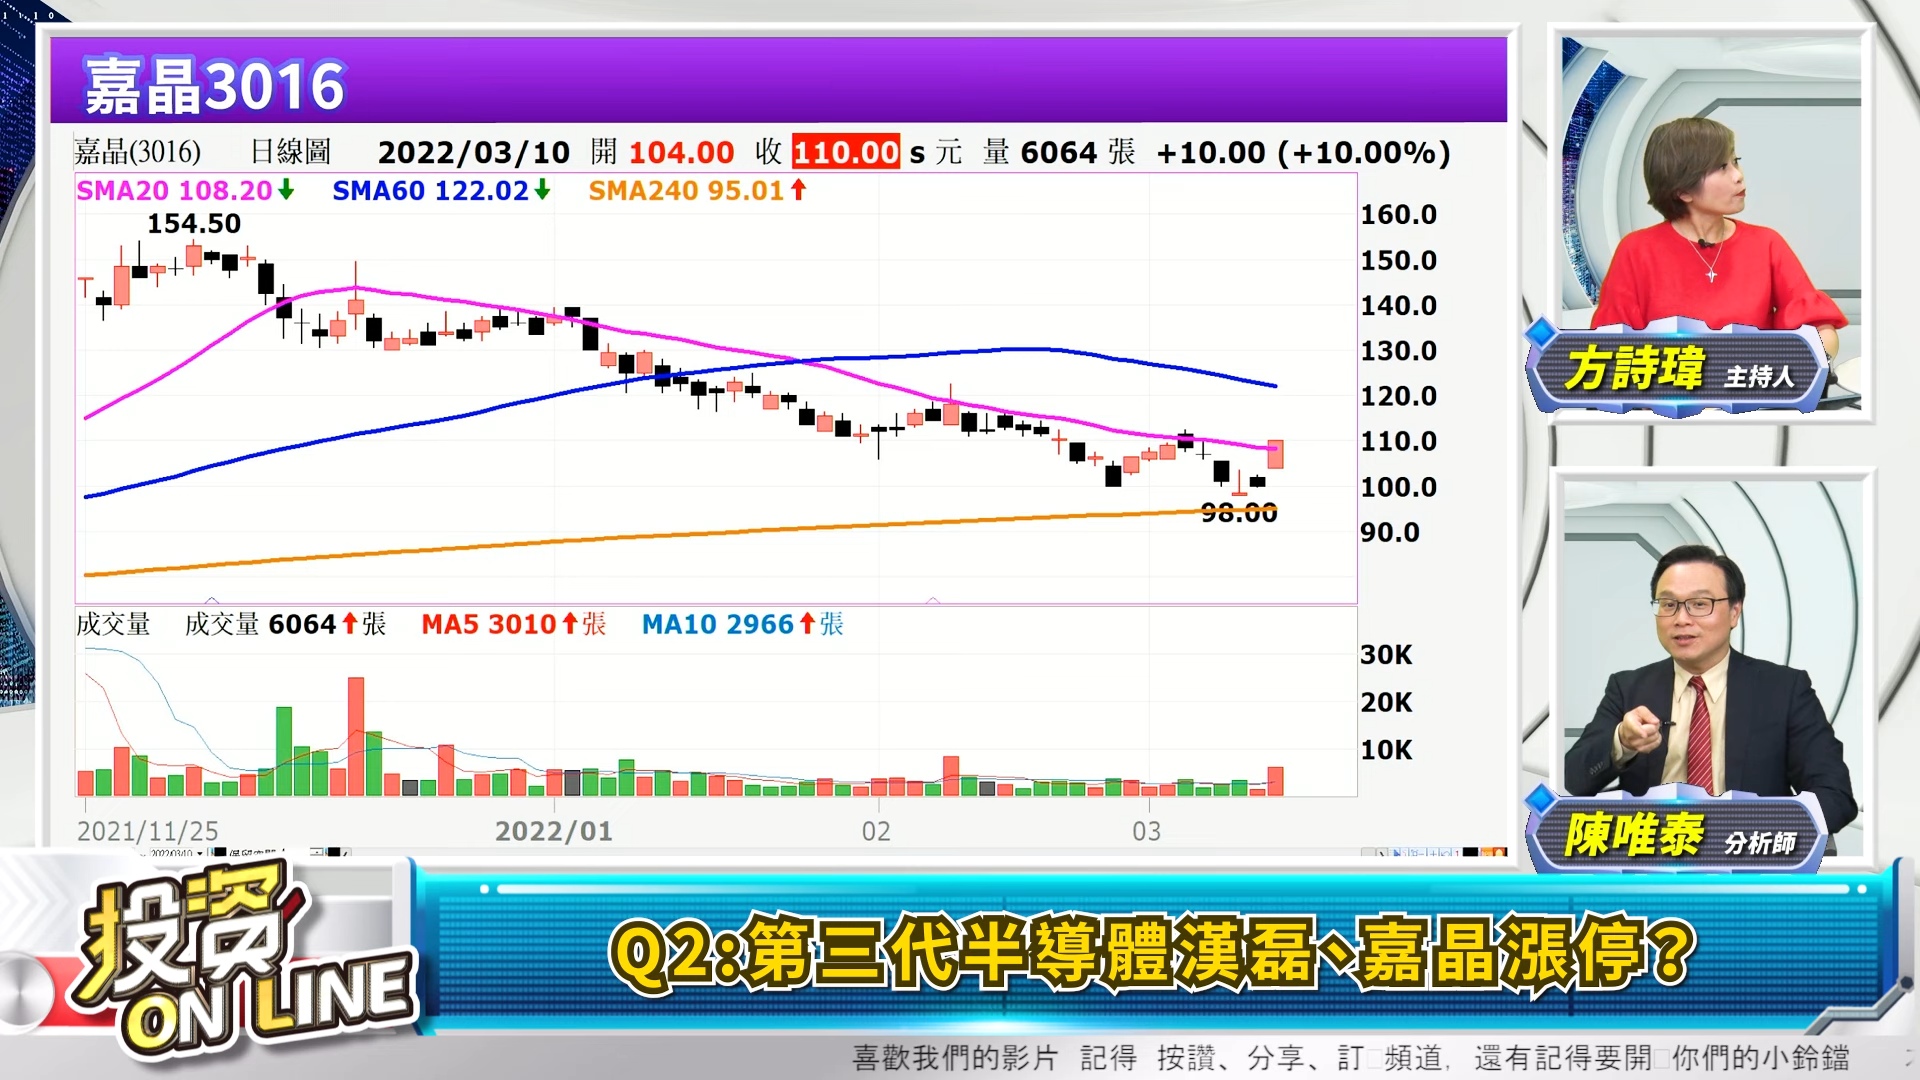 嘉晶3016
嘉晶(3016) 日線圖 2022/03/10 開 104.00 收 110.00 s 元 量 6064 張 +10.00 (+10.00%)
SMA20 108.20↓ SMA60 122.02↓ SMA240 95.01↑
154.50
160.0
150.0
140.0
130.0
120.0
110.0
100.0
90.0
98.00
成交量 成交量 6064↑張 MA5 3010↑張 MA10 2966↑張
30K
20K
10K
2021/11/25 2022/01 02 03
方詩瑋 主持人
陳唯泰 分析師
投資
ON LINE
Q2:第三代半導體漢磊、嘉晶漲停?
喜歡我們的影片 記得 按讚、分享、訂□頻道, 還有記得要開□你們的小鈴鐺